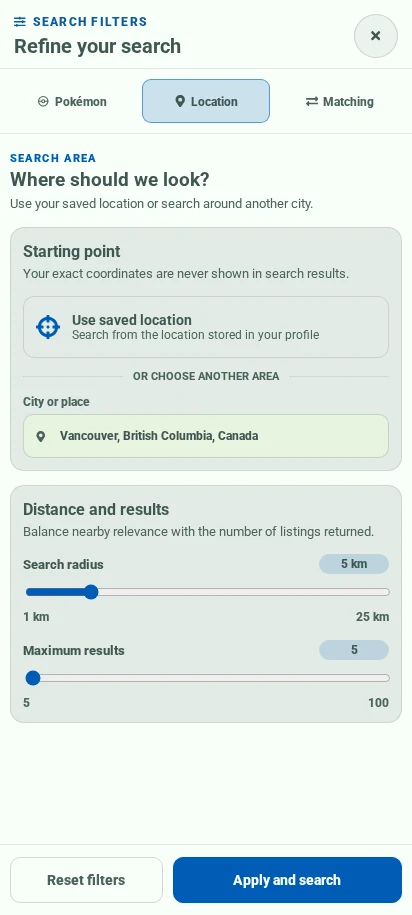 SEARCH FILTERS
Refine your search
Pokémon
Location
Matching
SEARCH AREA
Where should we look?
Use your saved location or search around another city.
Starting point
Your exact coordinates are never shown in search results.
Use saved location
Search from the location stored in your profile
OR CHOOSE ANOTHER AREA
City or place
Vancouver, British Columbia, Canada
Distance and results
Balance nearby relevance with the number of listings returned.
Search radius 5 km
1 km 25 km
Maximum results 5
5 100
Reset filters Apply and search